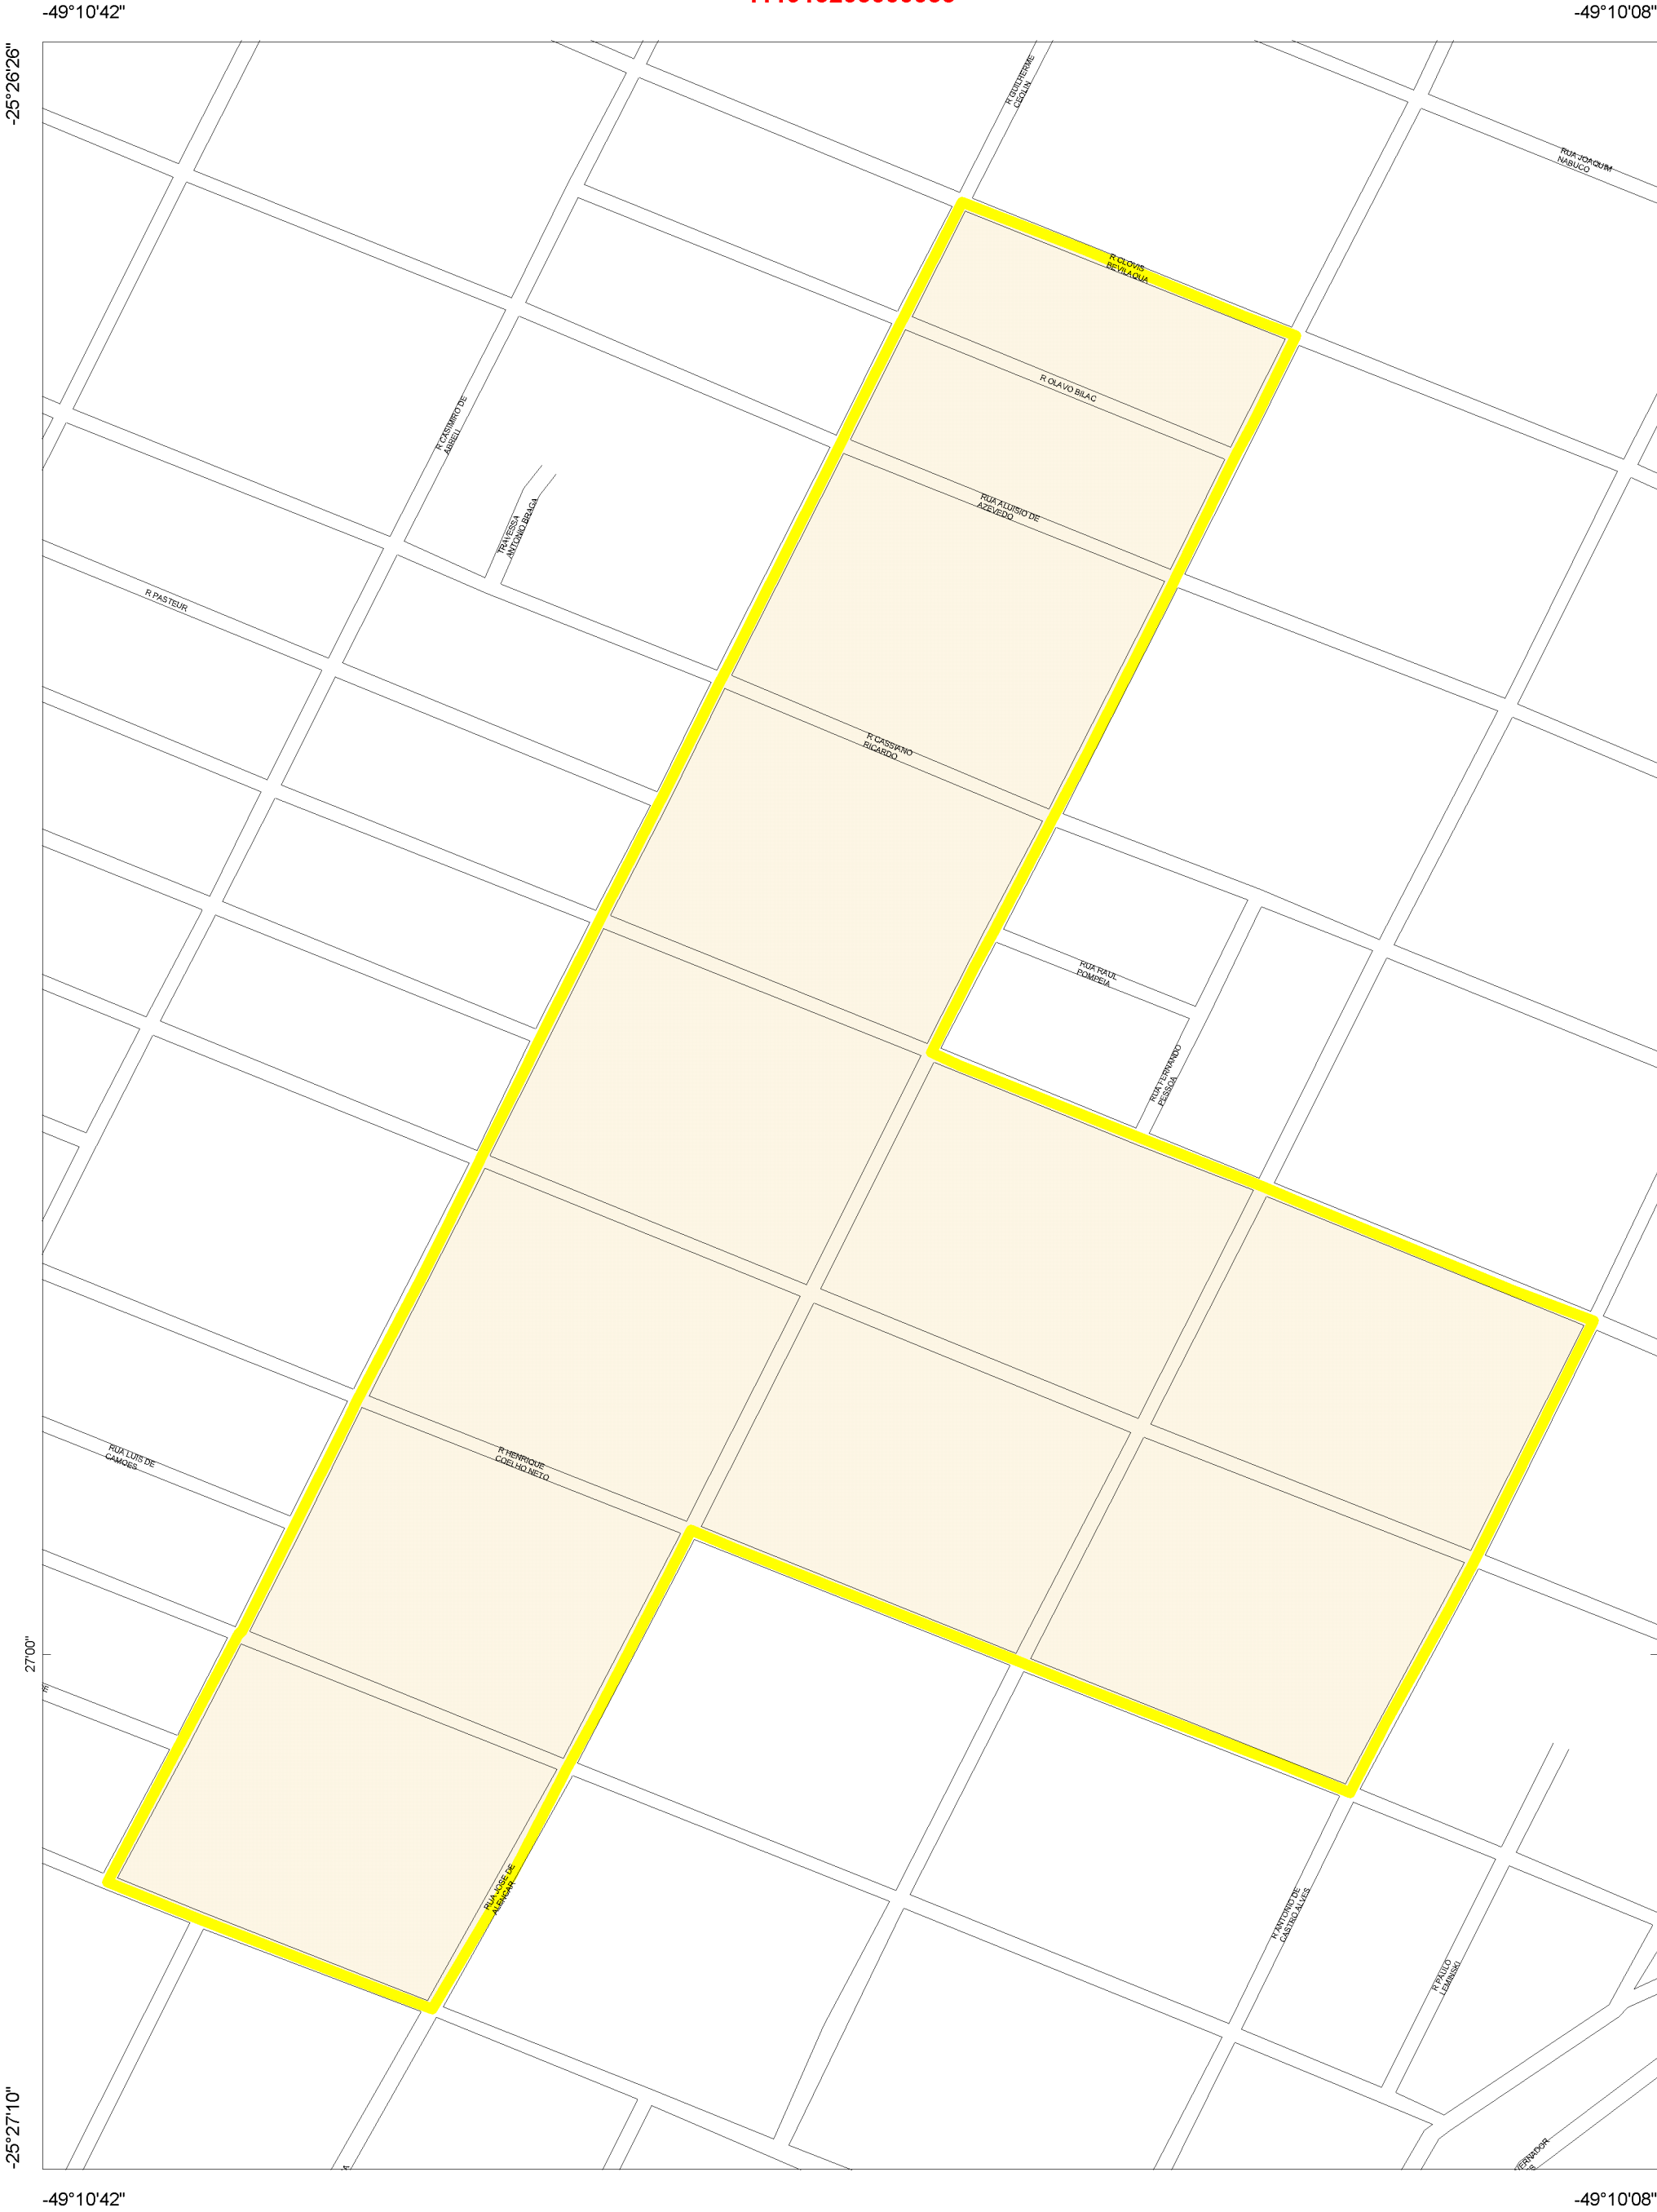 -49°10'42"
-49°10'08"
-25°26'26"
R GUILHERME
CEOLIN
RUA JOAQUIM
NABUCO
R CLOVIS
BEVILAQUA
R OLAVO BILAC
R CASIMIRO DE
ABREU
RUA ALUISIO DE
AZEVEDO
TRAVESSA
ANTONIO BRAGA
R PASTEUR
R CASSIANO
RICARDO
RUA RAUL
POMPEIA
RUA FERNANDO
PESSOA
RUA LUIS DE
CAMOES
R HENRIQUE
COELHO NETO
27'00"
RUA JOSE DE
ALENCAR
R ANTONIO DE
CASTRO ALVES
R PAULO
LEMINSKI
VERNADOR
-25°27'10"
-49°10'42"
-49°10'08"